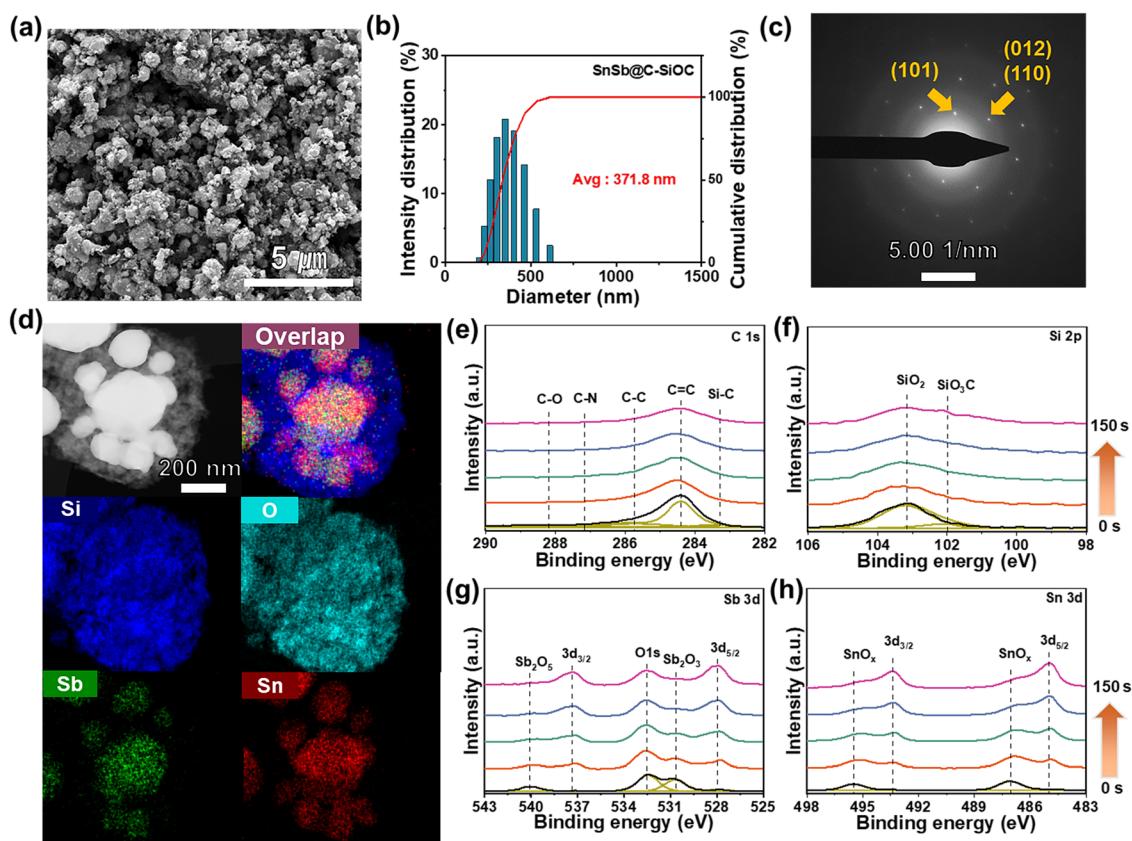 (a)
5 μm
(b)
Intensity distribution (%)
30
20
10
0
SnSb@C-SiOC
Avg : 371.8 nm
100
50
0
Cumulative distribution (%)
0 500 1000 1500
Diameter (nm)
(c)
(101)
(012)
(110)
5.00 1/nm
(d)
200 nm
Overlap
Si
O
Sb
Sn
(e)
C 1s
C-O C-N C-C C=C Si-C
Intensity (a.u.)
290 288 286 284 282
Binding energy (eV)
(f)
Si 2p
SiO₂ SiO₃C
Intensity (a.u.)
150 s
0 s
106 104 102 100 98
Binding energy (eV)
(g)
Sb 3d
Sb₂O₅ 3d₃/₂ O1s Sb₂O₃ 3d₅/₂
Intensity (a.u.)
543 540 537 534 531 528 525
Binding energy (eV)
(h)
Sn 3d
SnOₓ 3d₃/₂ SnOₓ 3d₅/₂
Intensity (a.u.)
150 s
0 s
498 495 492 489 486 483
Binding energy (eV)